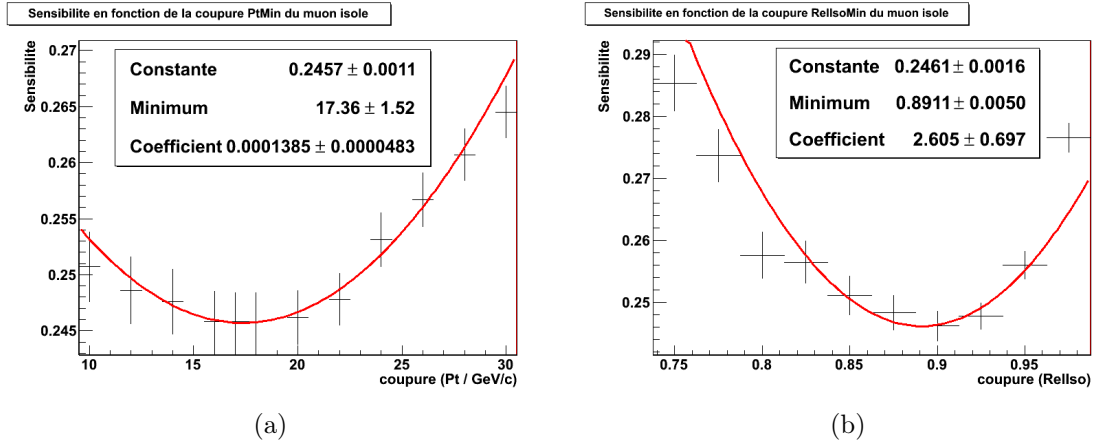 Sensibilite en fonction de la coupure PtMin du muon isole
Sensibilite
0.27
0.265
0.26
0.255
0.25
0.245
Constante 0.2457 ± 0.0011
Minimum 17.36 ± 1.52
Coefficient 0.0001385 ± 0.0000483
10 15 20 25 30
coupure (Pt / GeV/c)
(a)
Sensibilite en fonction de la coupure RelIsoMin du muon isole
Sensibilite
0.29
0.28
0.27
0.26
0.25
Constante 0.2461 ± 0.0016
Minimum 0.8911 ± 0.0050
Coefficient 2.605 ± 0.697
0.75 0.8 0.85 0.9 0.95
coupure (RelIso)
(b)